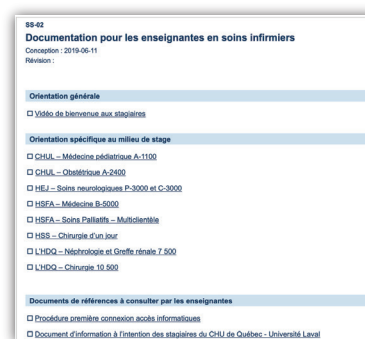 SS-02
Documentation pour les enseignantes en soins infirmiers
Conception : 2019-06-11
Révision :
Orientation générale
☐ Vidéo de bienvenue aux stagiaires
Orientation spécifique au milieu de stage
☐ CHUL – Médecine pédiatrique A-1100
☐ CHUL – Obstétrique A-2400
☐ HEJ – Soins neurologiques P-3000 et C-3000
☐ HSFA – Médecine B-5000
☐ HSFA – Soins Palliatifs – Multiclientèle
☐ HSS – Chirurgie d'un jour
☐ L'HDQ – Néphrologie et Greffe rénale 7 500
☐ L'HDQ – Chirurgie 10 500
Documents de références à consulter par les enseignantes
☐ Procédure première connexion accès informatiques
☐ Document d'information à l'intention des stagiaires du CHU de Québec - Université Laval